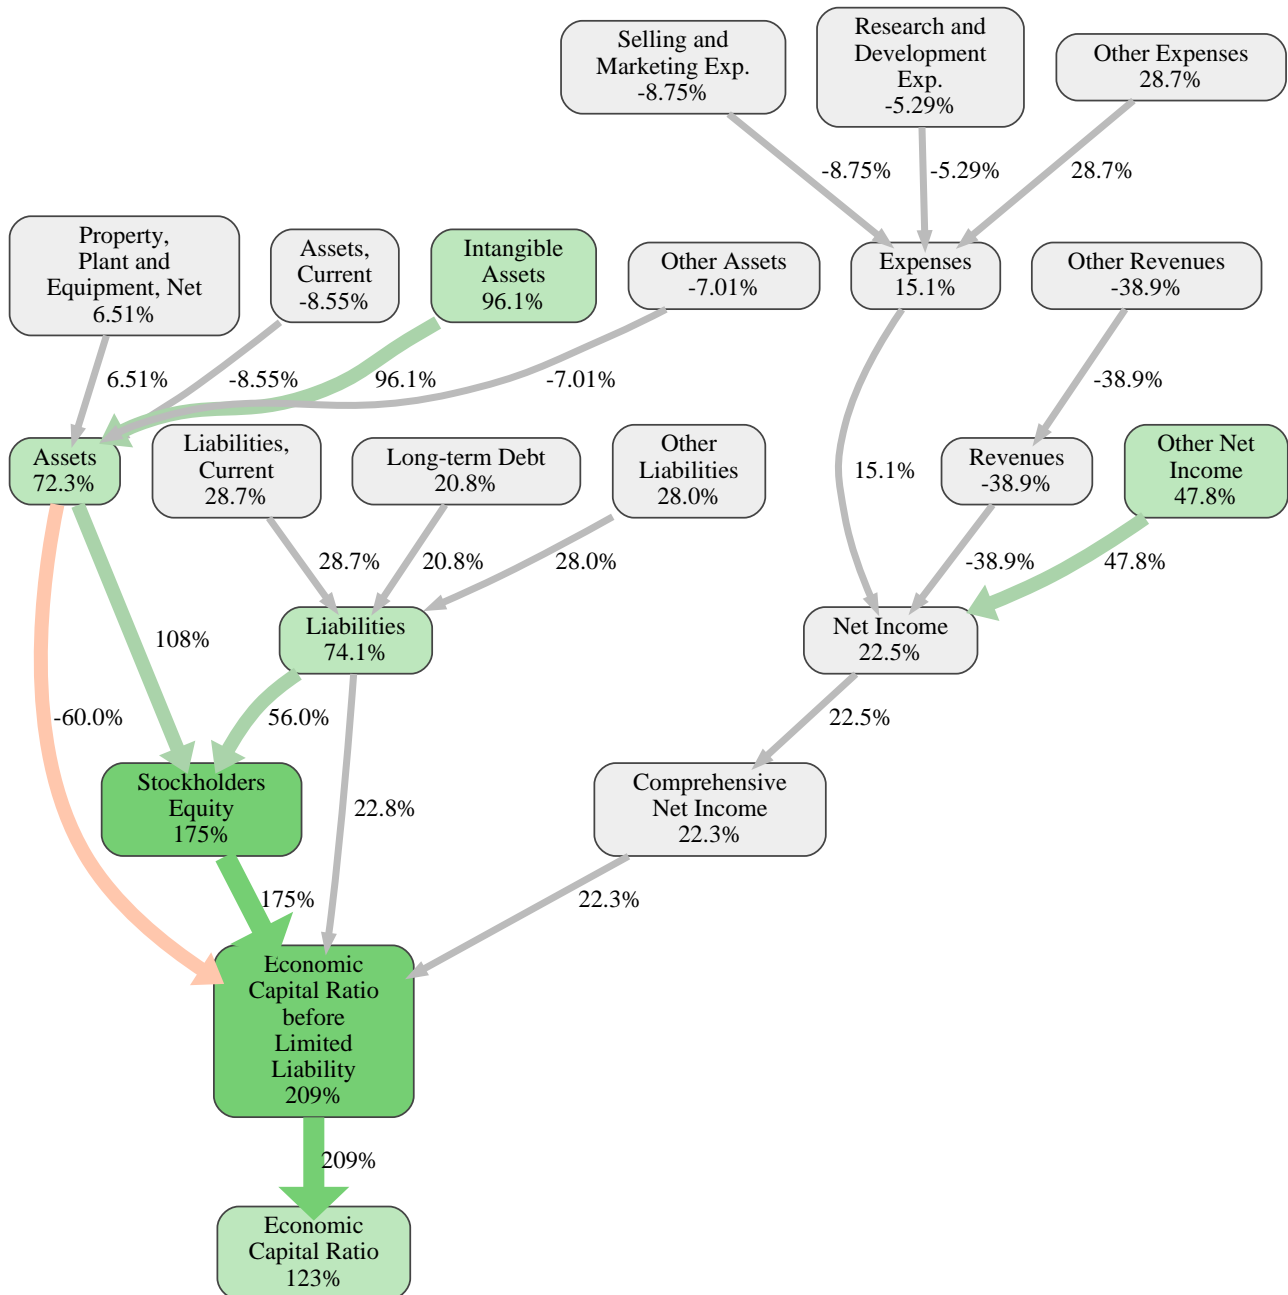 Selling and
Marketing Exp.
-8.75%
Research and
Development
Exp.
-5.29%
Other Expenses
28.7%
-8.75%
-5.29%
28.7%
Property,
Plant and
Equipment, Net
6.51%
Assets,
Current
-8.55%
Intangible
Assets
96.1%
Other Assets
-7.01%
Expenses
15.1%
Other Revenues
-38.9%
6.51%
-8.55%
96.1%
-7.01%
-38.9%
Assets
72.3%
Liabilities,
Current
28.7%
Long-term Debt
20.8%
Other
Liabilities
28.0%
15.1%
Revenues
-38.9%
Other Net
Income
47.8%
28.7%
20.8%
28.0%
-38.9%
47.8%
108%
Liabilities
74.1%
Net Income
22.5%
-60.0%
56.0%
22.5%
Stockholders
Equity
175%
22.8%
Comprehensive
Net Income
22.3%
175%
22.3%
Economic
Capital Ratio
before
Limited
Liability
209%
209%
Economic
Capital Ratio
123%